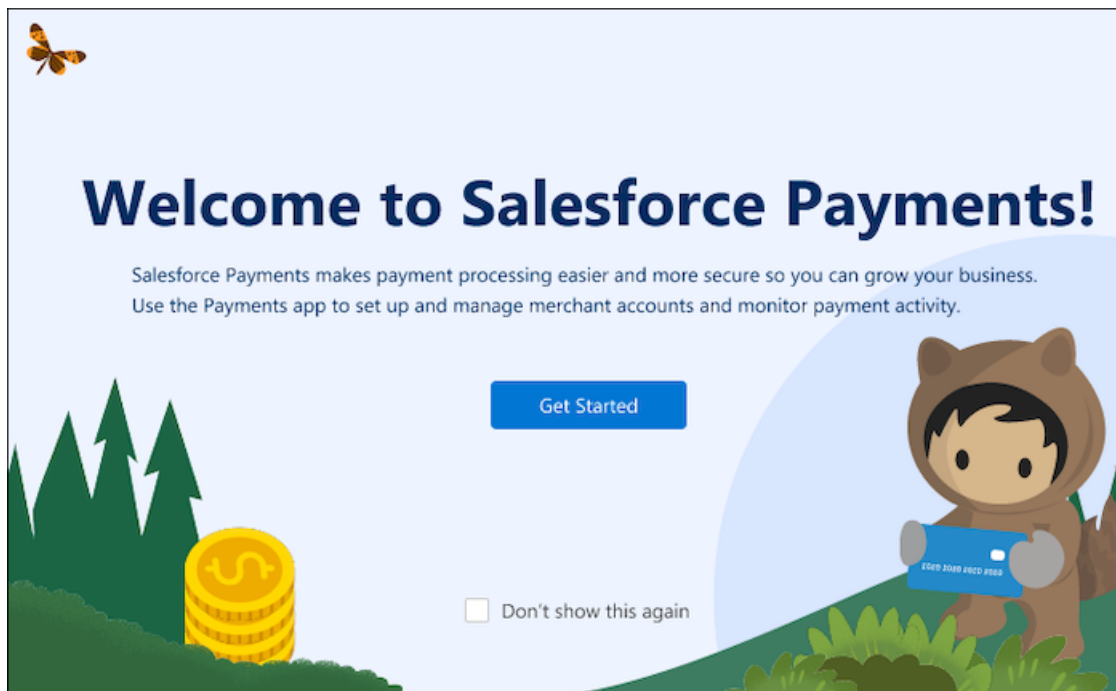 Welcome to Salesforce Payments!
Salesforce Payments makes payment processing easier and more secure so you can grow your business.
Use the Payments app to set up and manage merchant accounts and monitor payment activity.
Get Started
Don't show this again